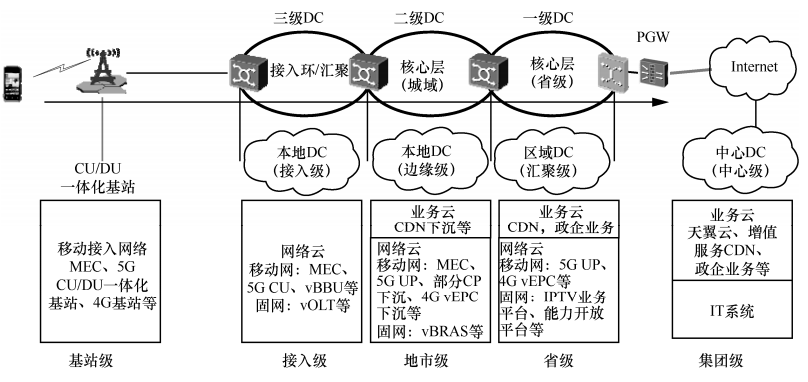 三级DC
二级DC
一级DC
PGW
接入环/汇聚
核心层
(城域)
核心层
(省级)
Internet
CU/DU
一体化基站
本地DC
(接入级)
本地DC
(边缘级)
区域DC
(汇聚级)
中心DC
(中心级)
移动接入网络
MEC、5G
CU/DU一体化
基站、4G基站等
网络云
移动网：MEC、
5G CU、vBBU等
固网：vOLT等
业务云
CDN下沉等
网络云
移动网：MEC、
5G UP、部分CP
下沉、4G vEPC
下沉等
固网：vBRAS等
业务云
CDN，政企业务
网络云
移动网：5G UP、
4G vEPC等
固网：IPTV业务
平台、能力开放
平台等
业务云
天翼云、增值
服务CDN、
政企业务等
IT系统
基站级
接入级
地市级
省级
集团级